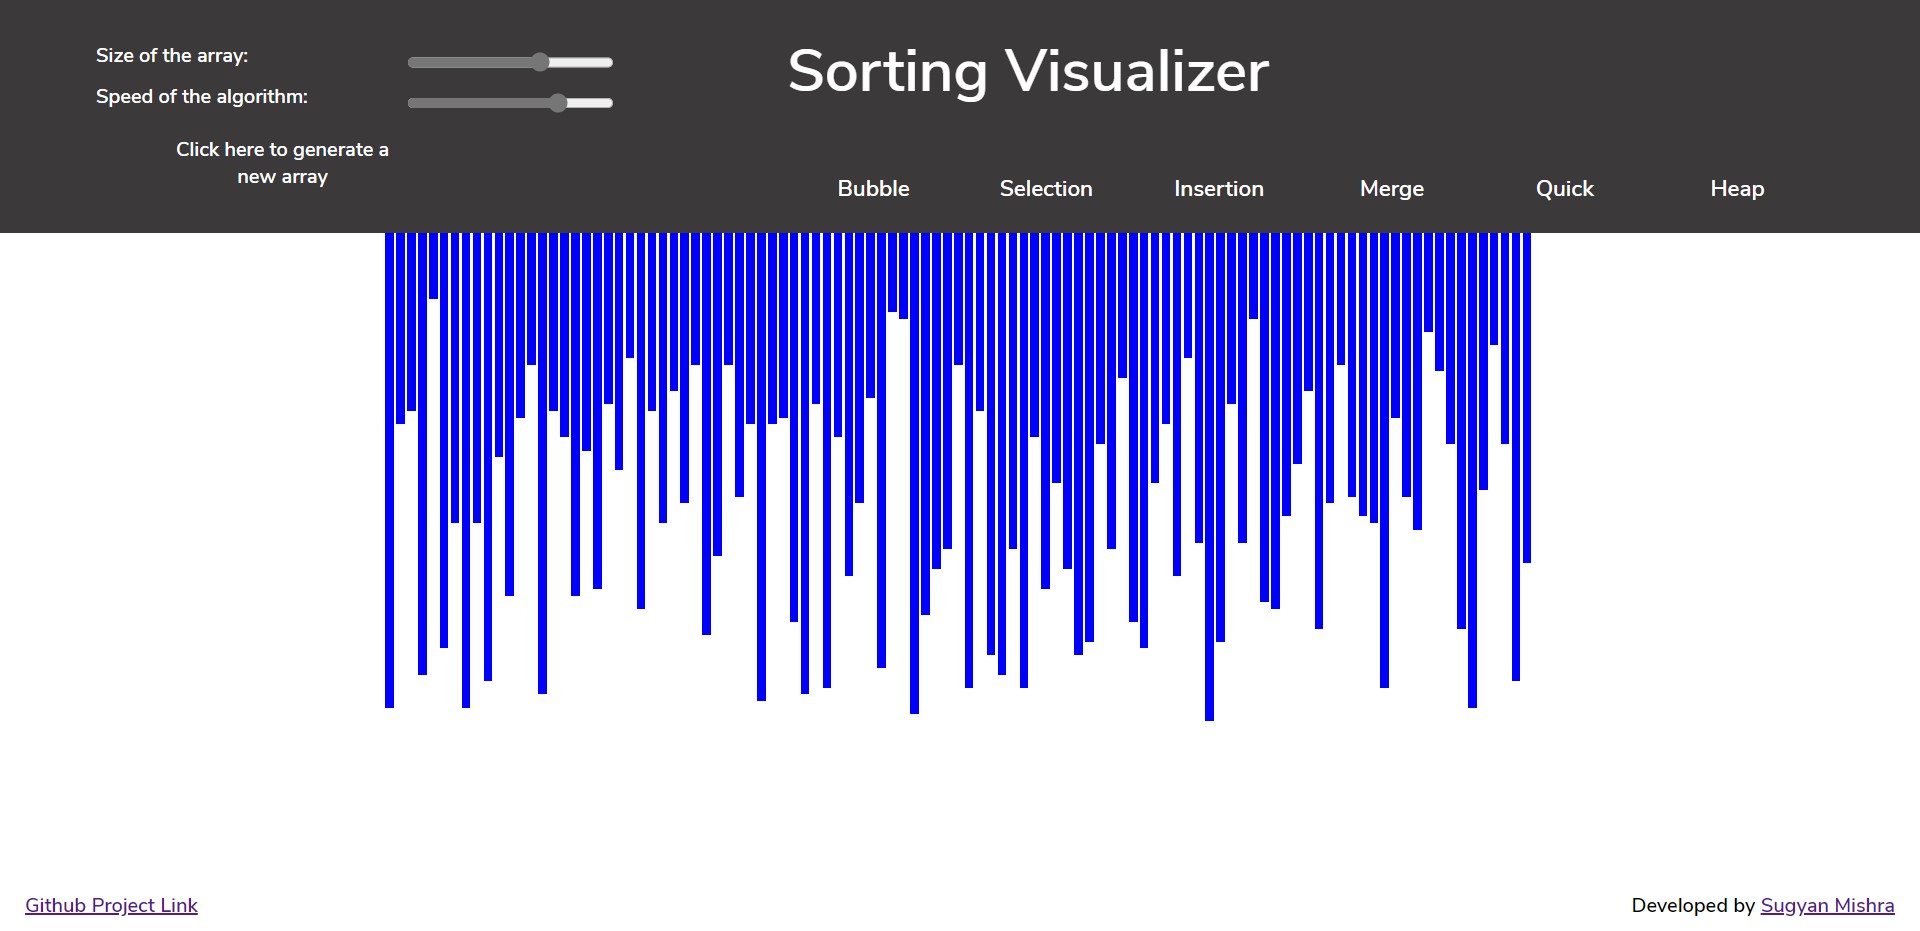 Size of the array:
Speed of the algorithm:
Click here to generate a
new array
Sorting Visualizer
Bubble
Selection
Insertion
Merge
Quick
Heap
Github Project Link
Developed by Sugyan Mishra